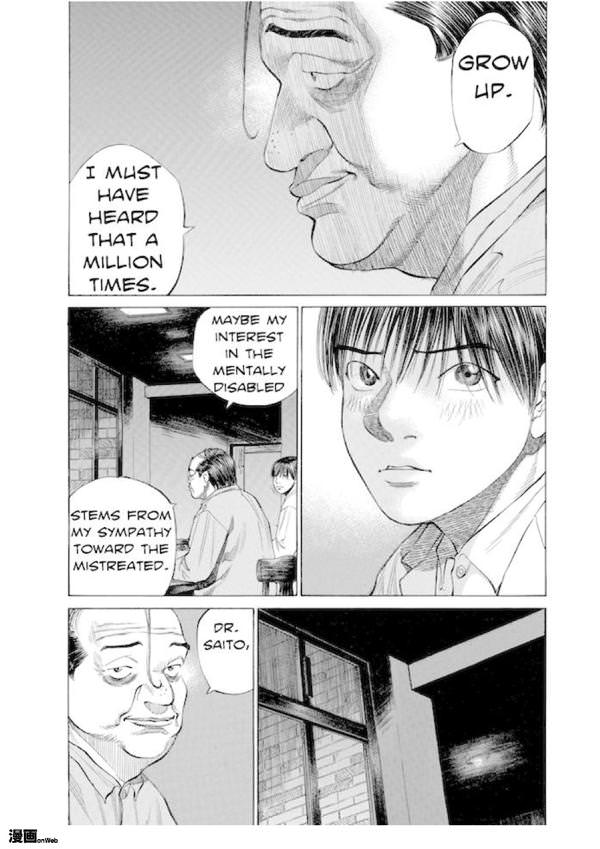 GROW
UP.
I MUST
HAVE
HEARD
THAT A
MILLION
TIMES.
MAYBE MY
INTEREST
IN THE
MENTALLY
DISABLED
STEMS FROM
MY SYMPATHY
TOWARD THE
MISTREATED.
DR.
SAITO,
漫画onWeb